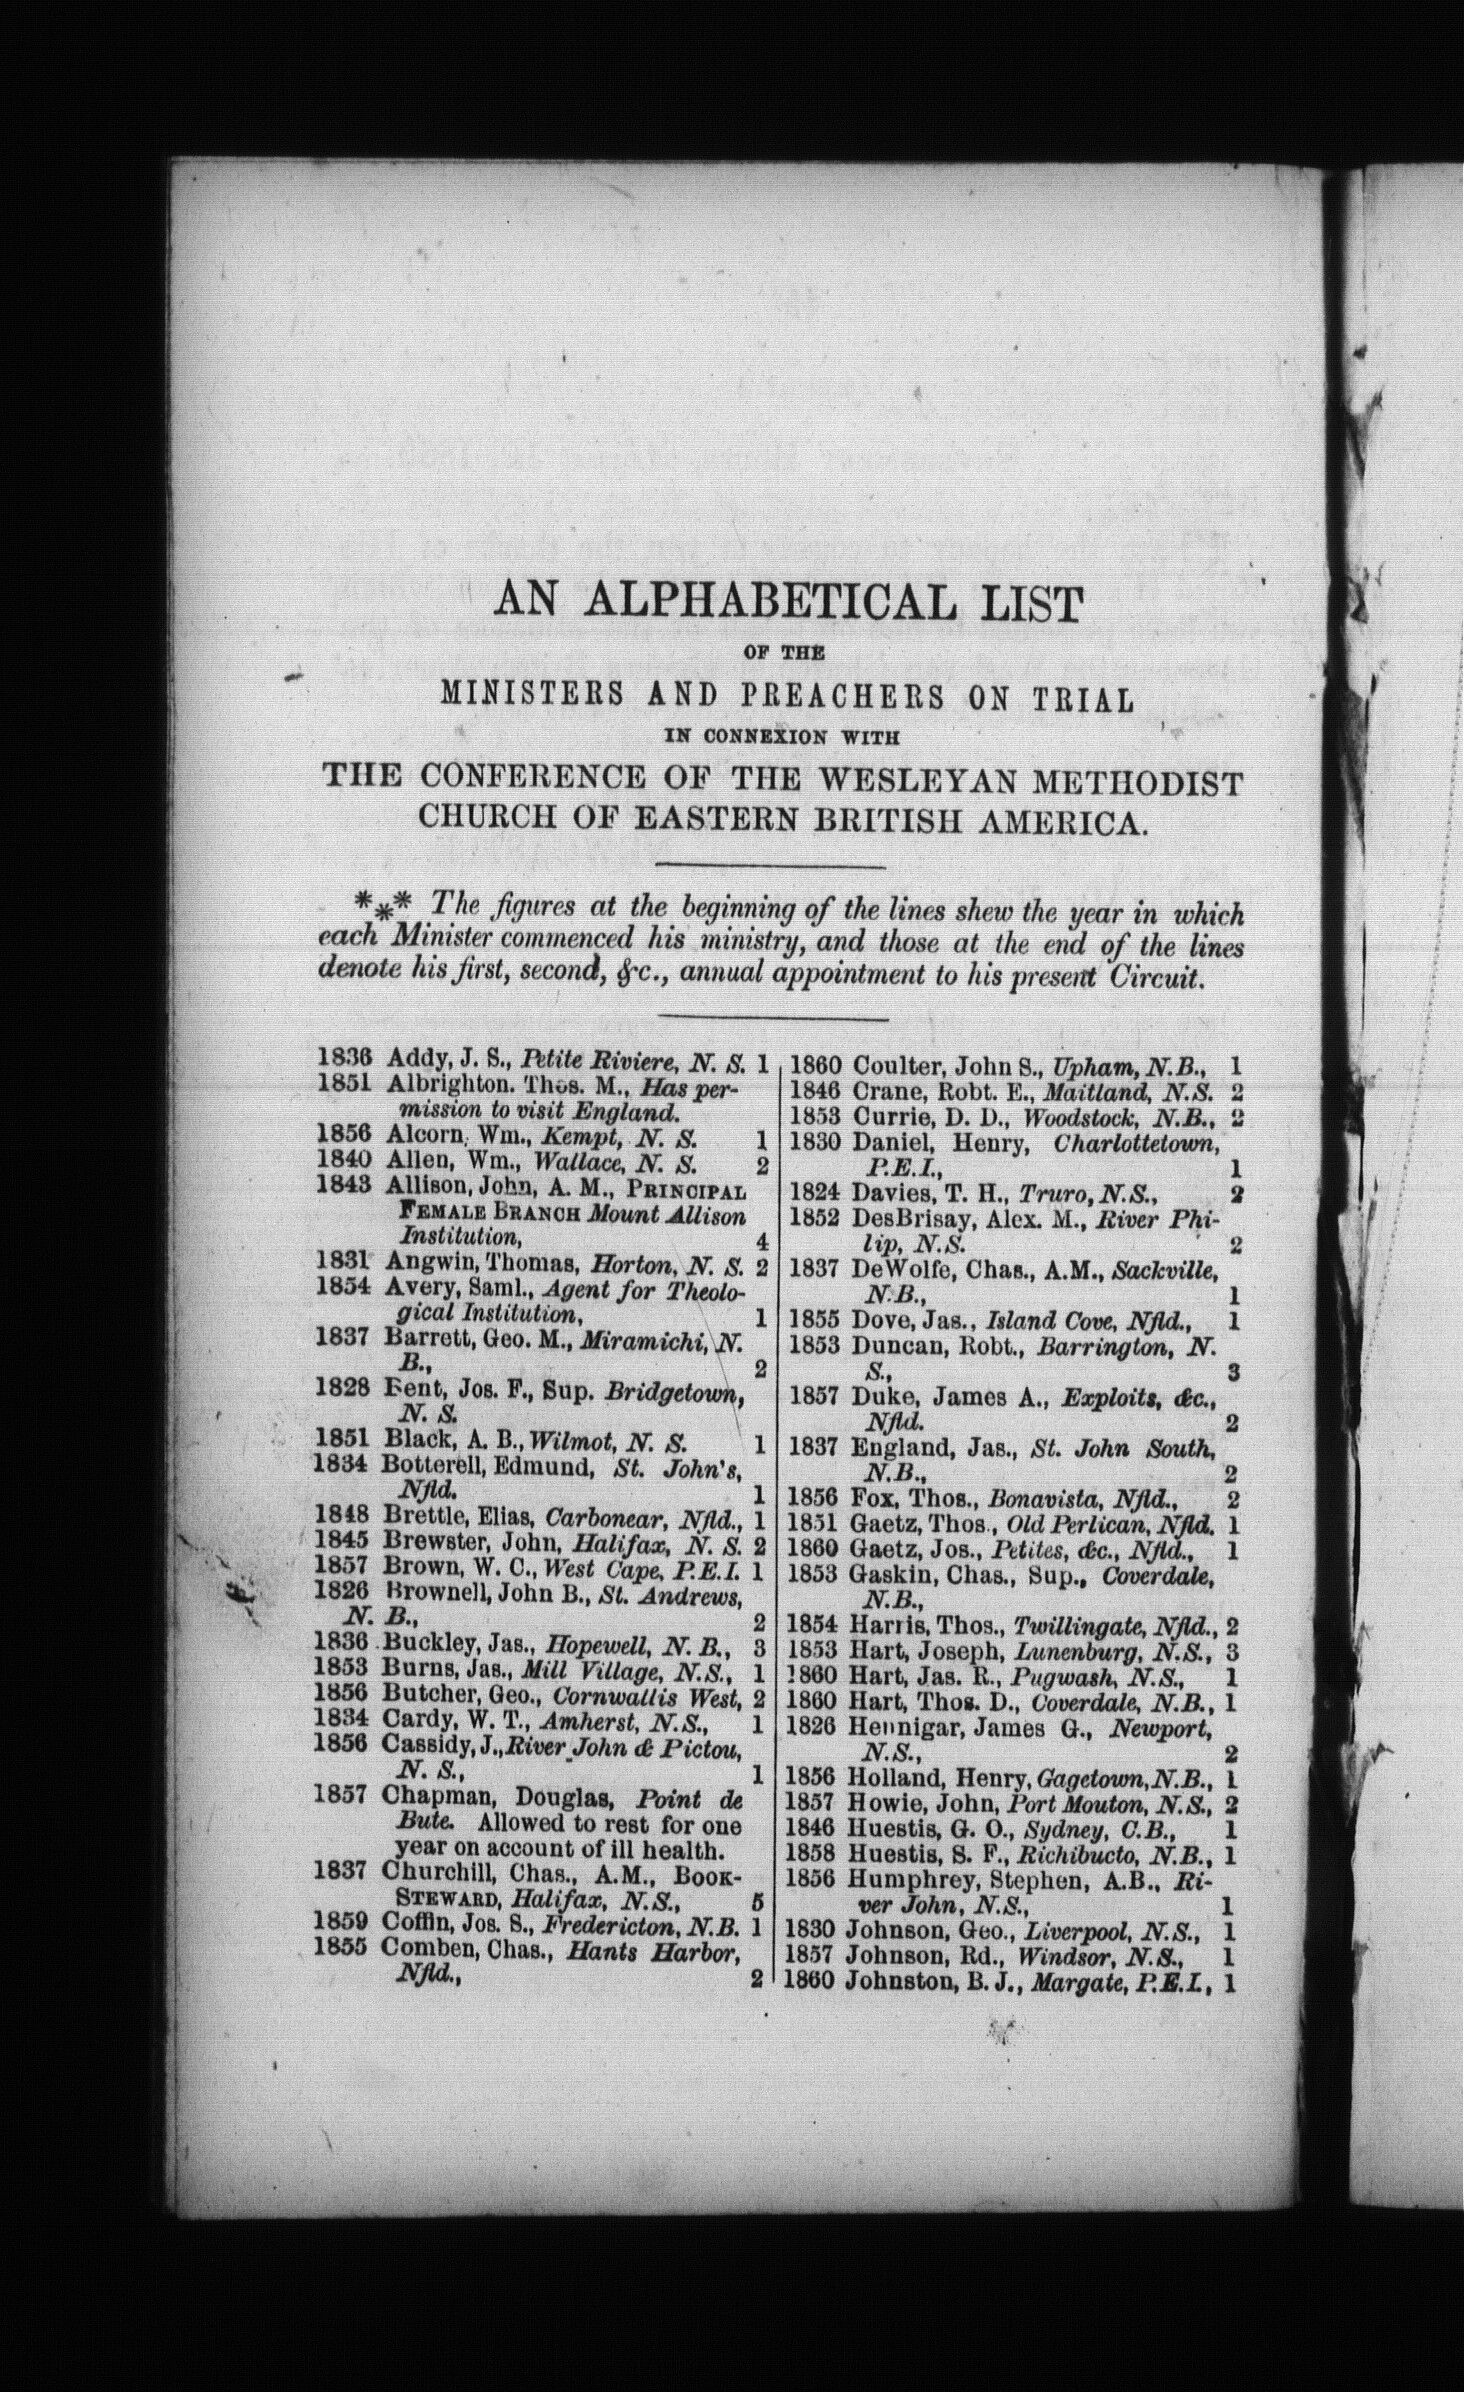 AN ALPHABETICAL LIST
OF THE
MINISTERS AND PREACHERS ON TRIAL
IN CONNEXION WITH
THE CONFERENCE OF THE WESLEYAN METHODIST
CHURCH OF EASTERN BRITISH AMERICA.
*** The figures at the beginning of the lines shew the year in which
each Minister commenced his ministry, and those at the end of the lines
denote his first, second, &c., annual appointment to his present Circuit.
1836 Addy, J. S., Petite Riviere, N. S. 1
1851 Albrighton. Thos. M., Has per-
mission to visit England.
1856 Alcorn, Wm., Kempt, N. S. 1
1840 Allen, Wm., Wallace, N. S. 2
1843 Allison, John, A. M., PRINCIPAL
FEMALE BRANCH Mount Allison
Institution, 4
1831 Angwin, Thomas, Horton, N. S. 2
1854 Avery, Saml., Agent for Theolo-
gical Institution, 1
1837 Barrett, Geo. M., Miramichi, N.
B., 2
1828 Bent, Jos. F., Sup. Bridgetown,
N. S.
1851 Black, A. B., Wilmot, N. S. 1
1834 Botterell, Edmund, St. John's,
Nfld. 1
1848 Brettle, Elias, Carbonear, Nfld., 1
1845 Brewster, John, Halifax, N. S. 2
1857 Brown, W. C., West Cape, P.E.I. 1
1826 Brownell, John B., St. Andrews,
N. B., 2
1836 Buckley, Jas., Hopewell, N. B., 3
1853 Burns, Jas., Mill Village, N.S., 1
1856 Butcher, Geo., Cornwallis West, 2
1834 Cardy, W. T., Amherst, N.S., 1
1856 Cassidy, J., River John & Pictou,
N. S., 1
1857 Chapman, Douglas, Point de
Bute. Allowed to rest for one
year on account of ill health.
1837 Churchill, Chas., A.M., BOOK-
STEWARD, Halifax, N.S., 5
1859 Coffin, Jos. S., Fredericton, N.B. 1
1855 Comben, Chas., Hants Harbor,
Nfld., 2
1860 Coulter, John S., Upham, N.B., 1
1846 Crane, Robt. E., Maitland, N.S. 2
1853 Currie, D. D., Woodstock, N.B., 2
1830 Daniel, Henry, Charlottetown,
P.E.I., 1
1824 Davies, T. H., Truro, N.S., 2
1852 DesBrisay, Alex. M., River Phi-
lip, N.S. 2
1837 DeWolfe, Chas., A.M., Sackville,
N.B., 1
1855 Dove, Jas., Island Cove, Nfld., 1
1853 Duncan, Robt., Barrington, N.
S., 3
1857 Duke, James A., Exploits, &c.,
Nfld. 2
1837 England, Jas., St. John South,
N.B., 2
1856 Fox, Thos., Bonavista, Nfld., 2
1851 Gaetz, Thos., Old Perlican, Nfld. 1
1860 Gaetz, Jos., Petites, &c., Nfld., 1
1853 Gaskin, Chas., Sup., Coverdale,
N.B.,
1854 Harris, Thos., Twillingate, Nfld., 2
1853 Hart, Joseph, Lunenburg, N.S., 3
1860 Hart, Jas. R., Pugwash, N.S., 1
1860 Hart, Thos. D., Coverdale, N.B., 1
1826 Hennigar, James G., Newport,
N.S., 2
1856 Holland, Henry, Gagetown, N.B., 1
1857 Howie, John, Port Mouton, N.S., 2
1846 Huestis, G. O., Sydney, C.B., 1
1858 Huestis, S. F., Richibucto, N.B., 1
1856 Humphrey, Stephen, A.B., Ri-
ver John, N.S., 1
1830 Johnson, Geo., Liverpool, N.S., 1
1857 Johnson, Rd., Windsor, N.S., 1
1860 Johnston, B. J., Margate, P.E.I., 1